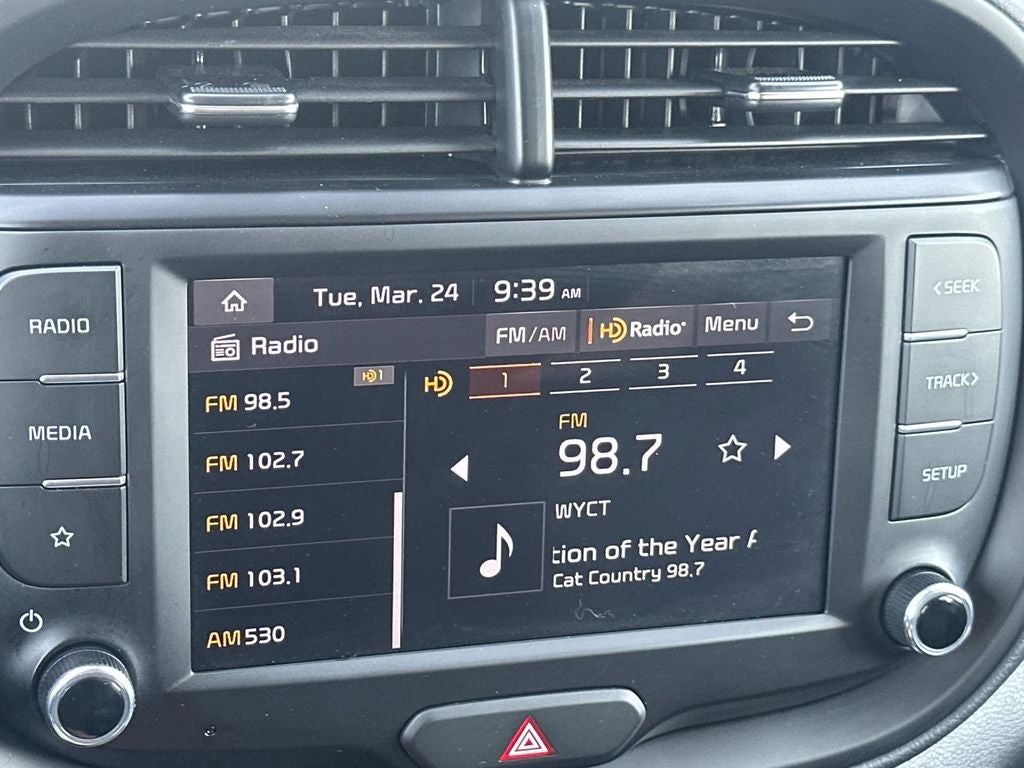 Tue, Mar. 24 9:39 AM
Radio FM/AM HD Radio Menu
RADIO
MEDIA
HD 1
FM 98.5
FM 102.7
FM 102.9
FM 103.1
AM 530
HD 1 2 3 4
FM
98.7
WYCT
tion of the Year A
Cat Country 98.7
< SEEK
TRACK >
SETUP